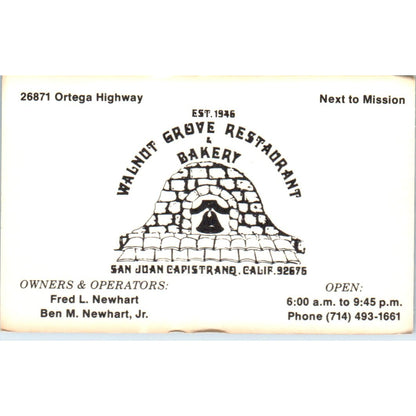 26871 Ortega Highway
Next to Mission
EST. 1946
WALNUT GROVE RESTAURANT
&
BAKERY
SAN JUAN CAPISTRANO, CALIF. 92675
OWNERS & OPERATORS:
Fred L. Newhart
Ben M. Newhart, Jr.
OPEN:
6:00 a.m. to 9:45 p.m.
Phone (714) 493-1661